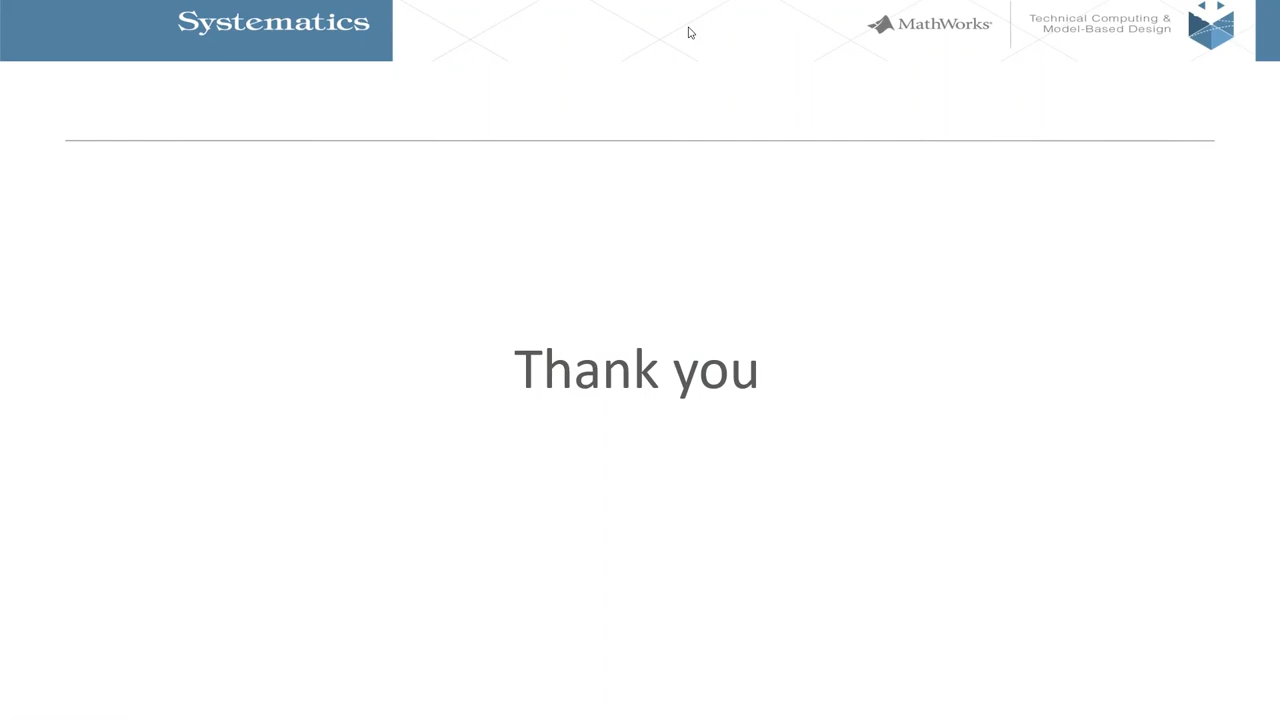 Systematics
MathWorks
Technical Computing &
Model-Based Design
Thank you